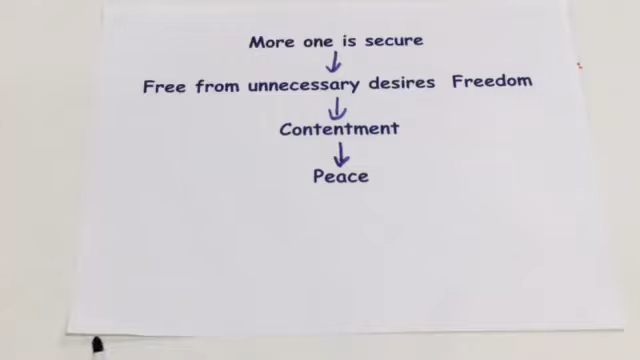 More one is secure
Free from unnecessary desires Freedom
Contentment
Peace